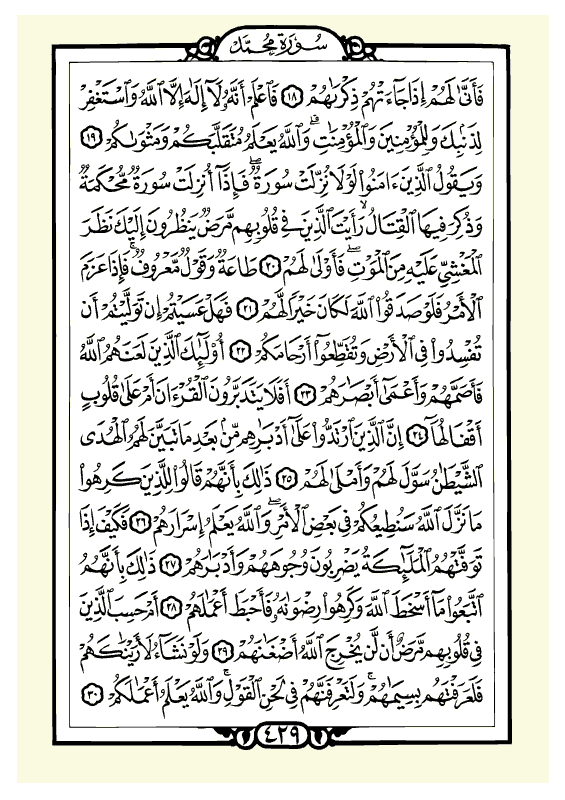 سُورَةُ مُحَمَّد
فَأَنَّىٰ لَهُمْ إِذَا جَآءَتْهُمْ ذِكْرَىٰهُمْ ١٨ فَٱعْلَمْ أَنَّهُۥ لَآ إِلَٰهَ إِلَّا ٱللَّهُ وَٱسْتَغْفِرْ
لِذَنۢبِكَ وَلِلْمُؤْمِنِينَ وَٱلْمُؤْمِنَٰتِ ۗ وَٱللَّهُ يَعْلَمُ مُتَقَلَّبَكُمْ وَمَثْوَىٰكُمْ ١٩
وَيَقُولُ ٱلَّذِينَ ءَامَنُوا۟ لَوْلَا نُزِّلَتْ سُورَةٌ ۖ فَإِذَآ أُنزِلَتْ سُورَةٌ مُّحْكَمَةٌ
وَذُكِرَ فِيهَا ٱلْقِتَالُ ۙ رَأَيْتَ ٱلَّذِينَ فِى قُلُوبِهِم مَّرَضٌ يَنظُرُونَ إِلَيْكَ نَظَرَ
ٱلْمَغْشِىِّ عَلَيْهِ مِنَ ٱلْمَوْتِ ۖ فَأَوْلَىٰ لَهُمْ ٢٠ طَاعَةٌ وَقَوْلٌ مَّعْرُوفٌ ۚ فَإِذَا عَزَمَ
ٱلْأَمْرُ فَلَوْ صَدَقُوا۟ ٱللَّهَ لَكَانَ خَيْرًا لَّهُمْ ٢١ فَهَلْ عَسَيْتُمْ إِن تَوَلَّيْتُمْ أَن
تُفْسِدُوا۟ فِى ٱلْأَرْضِ وَتُقَطِّعُوٓا۟ أَرْحَامَكُمْ ٢٢ أُو۟لَٰٓئِكَ ٱلَّذِينَ لَعَنَهُمُ ٱللَّهُ
فَأَصَمَّهُمْ وَأَعْمَىٰٓ أَبْصَٰرَهُمْ ٢٣ أَفَلَا يَتَدَبَّرُونَ ٱلْقُرْءَانَ أَمْ عَلَىٰ قُلُوبٍ
أَقْفَالُهَآ ٢٤ إِنَّ ٱلَّذِينَ ٱرْتَدُّوا۟ عَلَىٰٓ أَدْبَٰرِهِم مِّنۢ بَعْدِ مَا تَبَيَّنَ لَهُمُ ٱلْهُدَى
ٱلشَّيْطَٰنُ سَوَّلَ لَهُمْ وَأَمْلَىٰ لَهُمْ ٢٥ ذَٰلِكَ بِأَنَّهُمْ قَالُوا۟ لِلَّذِينَ كَرِهُوا۟
مَا نَزَّلَ ٱللَّهُ سَنُطِيعُكُمْ فِى بَعْضِ ٱلْأَمْرِ ۖ وَٱللَّهُ يَعْلَمُ إِسْرَارَهُمْ ٢٦ فَكَيْفَ إِذَا
تَوَفَّتْهُمُ ٱلْمَلَٰٓئِكَةُ يَضْرِبُونَ وُجُوهَهُمْ وَأَدْبَٰرَهُمْ ٢٧ ذَٰلِكَ بِأَنَّهُمُ
ٱتَّبَعُوا۟ مَآ أَسْخَطَ ٱللَّهَ وَكَرِهُوا۟ رِضْوَٰنَهُۥ فَأَحْبَطَ أَعْمَٰلَهُمْ ٢٨ أَمْ حَسِبَ ٱلَّذِينَ
فِى قُلُوبِهِم مَّرَضٌ أَن لَّن يُخْرِجَ ٱللَّهُ أَضْغَٰنَهُمْ ٢٩ وَلَوْ نَشَآءُ لَأَرَيْنَٰكَهُمْ
فَلَعَرَفْتَهُم بِسِيمَٰهُمْ ۚ وَلَتَعْرِفَنَّهُمْ فِى لَحْنِ ٱلْقَوْلِ ۚ وَٱللَّهُ يَعْلَمُ أَعْمَٰلَكُمْ ٣٠
٤٢٩